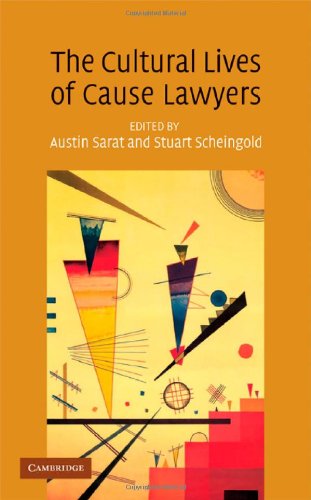 The Cultural Lives
of Cause Lawyers
EDITED BY
Austin Sarat and Stuart Scheingold
CAMBRIDGE